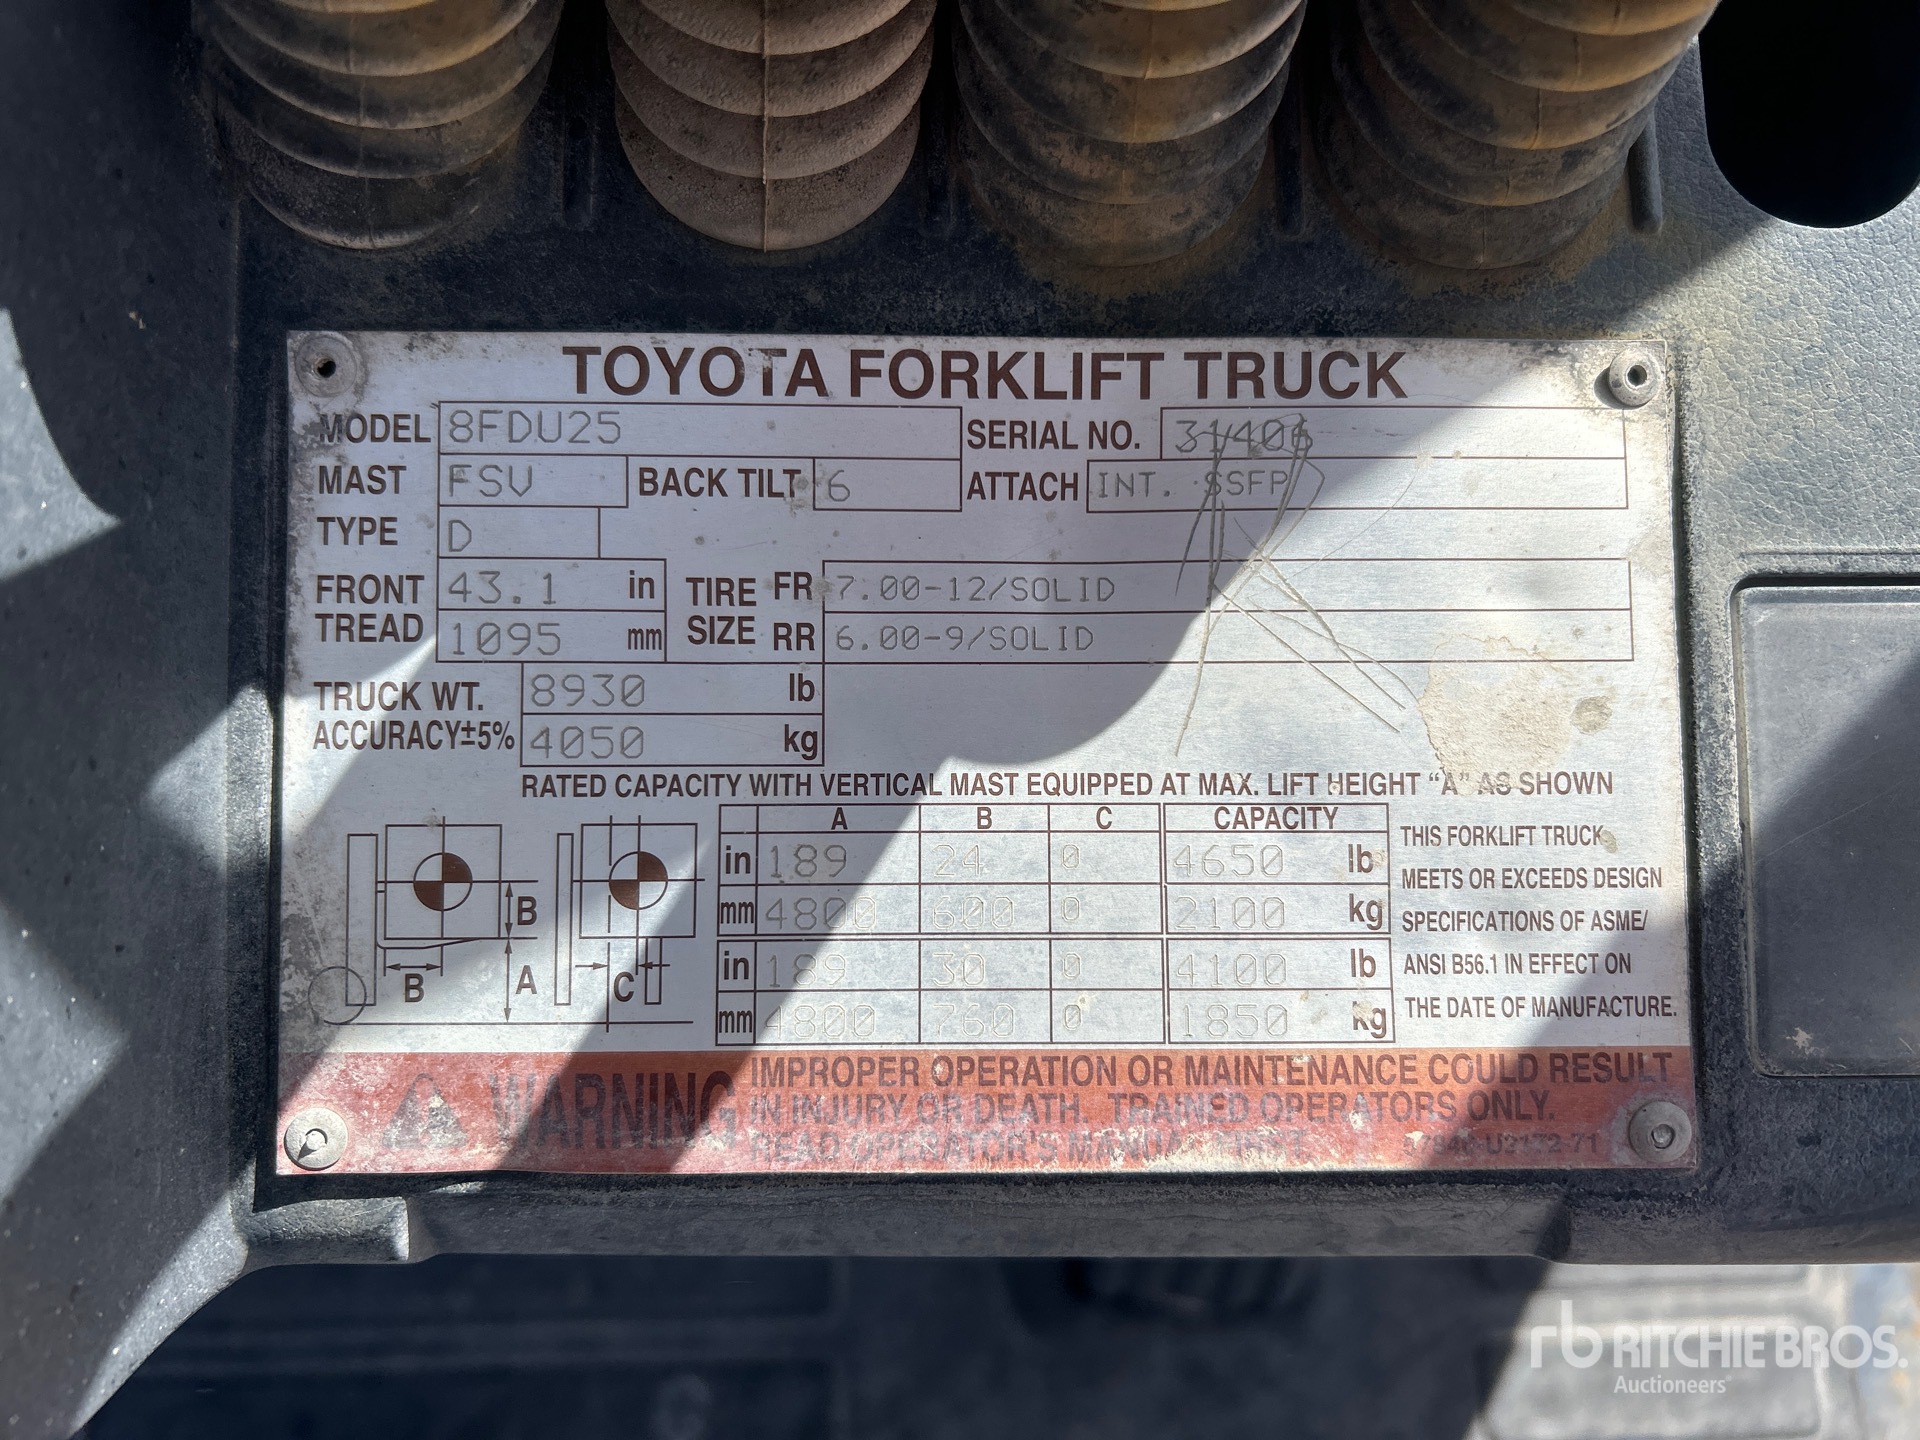 TOYOTA FORKLIFT TRUCK
MODEL 8FDU25 SERIAL NO. 31406
MAST FSV BACK TILT 6 ATTACH INT. SSFP
TYPE D
FRONT TREAD 43.1 in TIRE SIZE FR 7.00-12/SOLID
1095 mm RR 6.00-9/SOLID
TRUCK WT. 8930 lb
ACCURACY±5% 4050 kg
RATED CAPACITY WITH VERTICAL MAST EQUIPPED AT MAX. LIFT HEIGHT “A” AS SHOWN
A B C CAPACITY
in 189 24 0 4650 lb
mm 4800 600 0 2100 kg
in 189 30 0 4100 lb
mm 4800 760 0 1850 kg
B
B
A
C
THIS FORKLIFT TRUCK
MEETS OR EXCEEDS DESIGN
SPECIFICATIONS OF ASME/
ANSI B56.1 IN EFFECT ON
THE DATE OF MANUFACTURE.
WARNING
IMPROPER OPERATION OR MAINTENANCE COULD RESULT
IN INJURY OR DEATH. TRAINED OPERATORS ONLY.
READ OPERATOR'S MANUAL FIRST.
rb RITCHIE BROS.
Auctioneers